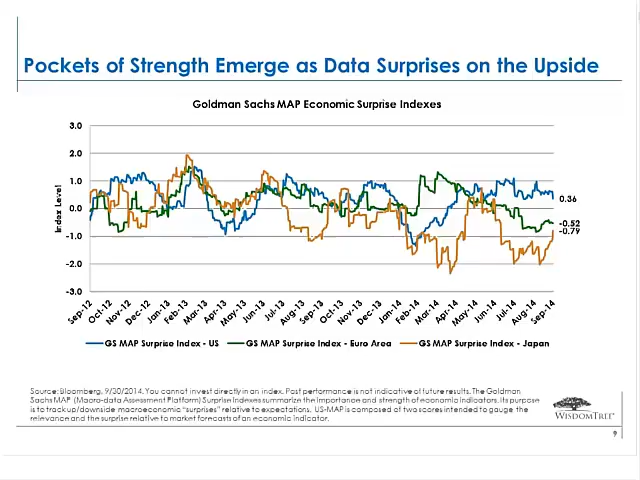 Pockets of Strength Emerge as Data Surprises on the Upside
Goldman Sachs MAP Economic Surprise Indexes
3.0
2.0
1.0
0.0
-1.0
-2.0
-3.0
Index Level
0.36
-0.52
-0.79
Sep-12 Oct-12 Nov-12 Dec-12 Jan-13 Feb-13 Mar-13 Apr-13 May-13 Jun-13 Jul-13 Aug-13 Sep-13 Oct-13 Nov-13 Dec-13 Jan-14 Feb-14 Mar-14 Apr-14 May-14 Jun-14 Jul-14 Aug-14 Sep-14
GS MAP Surprise Index - US GS MAP Surprise Index - Euro Area GS MAP Surprise Index - Japan
Source: Bloomberg, 9/30/2014. You cannot invest directly in an index. Past performance is not indicative of future results. The Goldman
Sachs MAP (Macro-data Assessment Platform) Surprise Indexes summarize the importance and strength of economic indicators. Its purpose
is to track up/downside macroeconomic "surprises" relative to expectations. US-MAP is composed of two scores intended to gauge the
relevance and the surprise relative to market forecasts of an economic indicator.
WISDOMTREE
9